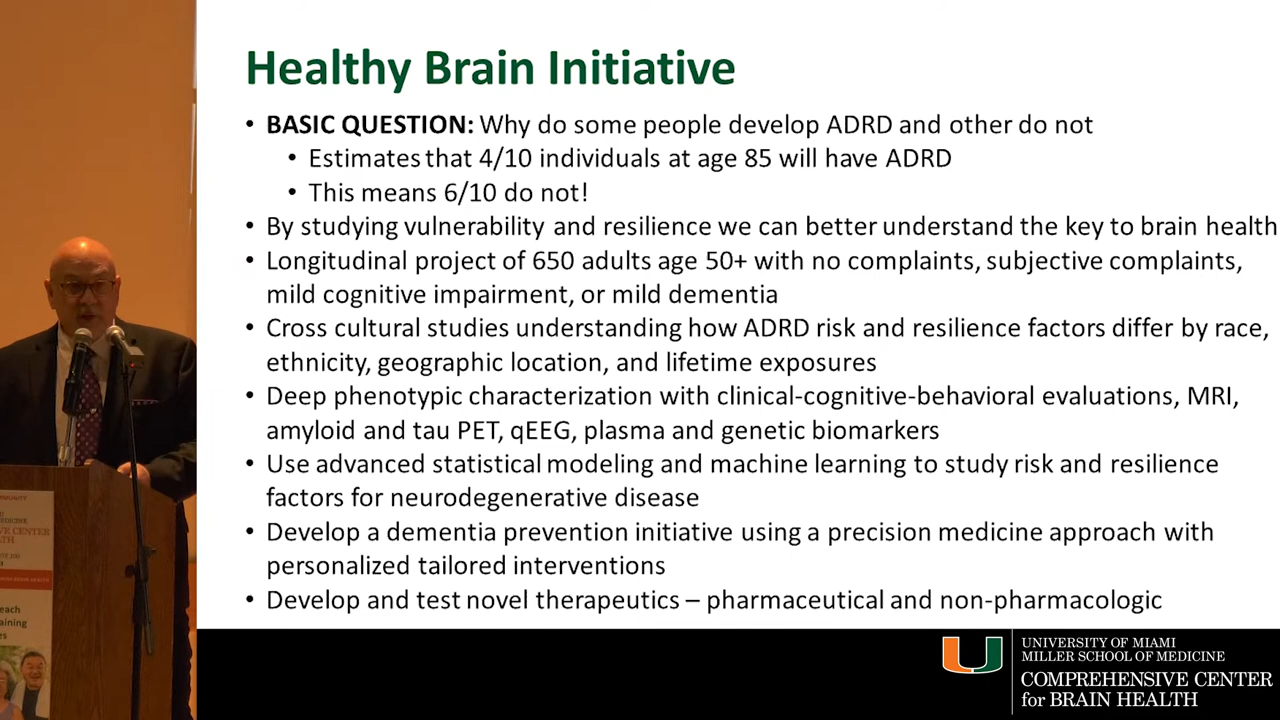 Healthy Brain Initiative
• BASIC QUESTION: Why do some people develop ADRD and other do not
• Estimates that 4/10 individuals at age 85 will have ADRD
• This means 6/10 do not!
• By studying vulnerability and resilience we can better understand the key to brain health
• Longitudinal project of 650 adults age 50+ with no complaints, subjective complaints,
mild cognitive impairment, or mild dementia
• Cross cultural studies understanding how ADRD risk and resilience factors differ by race,
ethnicity, geographic location, and lifetime exposures
• Deep phenotypic characterization with clinical-cognitive-behavioral evaluations, MRI,
amyloid and tau PET, qEEG, plasma and genetic biomarkers
• Use advanced statistical modeling and machine learning to study risk and resilience
factors for neurodegenerative disease
• Develop a dementia prevention initiative using a precision medicine approach with
personalized tailored interventions
• Develop and test novel therapeutics – pharmaceutical and non-pharmacologic
UNIVERSITY OF MIAMI
MILLER SCHOOL OF MEDICINE
COMPREHENSIVE CENTER
for BRAIN HEALTH
CENTER